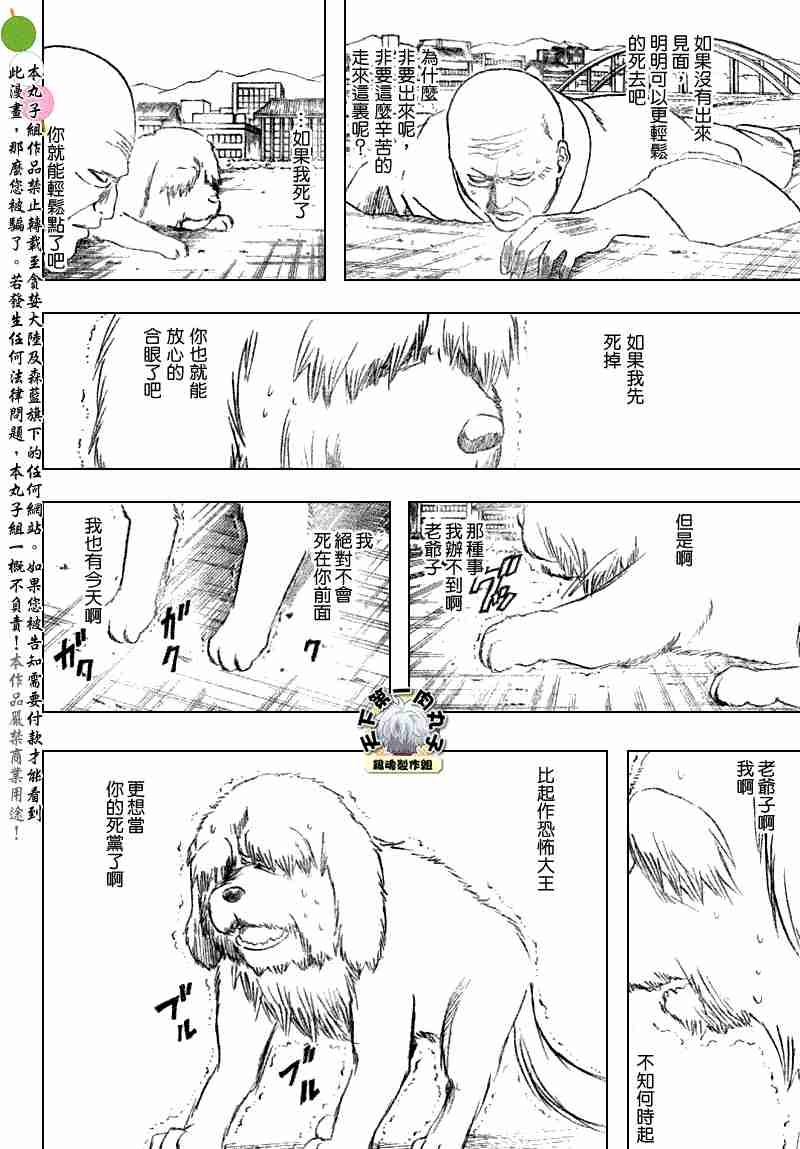 如果沒有出來
見面，
明明可以更輕鬆
的死去吧
為什麼
非要出來呢，
非要這麼辛苦的
走來這裏呢？
…如果我死了
你就能輕鬆點了吧
如果我先
死掉
你也就能
放心的
合眼了吧
但是啊
那種事
我辦不到啊
老爺子
グッ
我
絕對不會
死在你前面
我也有今天啊
ガク
ガク
老爺子啊
我啊
不知何時起
比起作恐怖大王
更想當
你的死黨了啊
ブル
ブル
天下第一肉丸子
銀魂製作組
本丸子組作品禁止轉載至貪婪大陸及森藍旗下的任何網站。如果您被告知需要付款才能看到
此漫畫，那麼您被騙了。若發生任何法律問題，本丸子組一概不負責！本作品嚴禁商業用途！